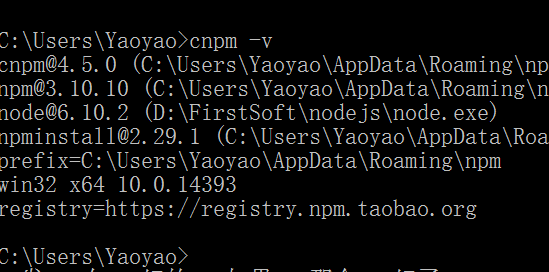 C:\Users\Yaoyao>cnpm -v
cnpm@4.5.0 (C:\Users\Yaoyao\AppData\Roaming\np
npm@3.10.10 (C:\Users\Yaoyao\AppData\Roaming\n
node@6.10.2 (D:\FirstSoft\nodejs\node.exe)
npminstall@2.29.1 (C:\Users\Yaoyao\AppData\Roa
prefix=C:\Users\Yaoyao\AppData\Roaming\npm
win32 x64 10.0.14393
registry=https://registry.npm.taobao.org
C:\Users\Yaoyao>